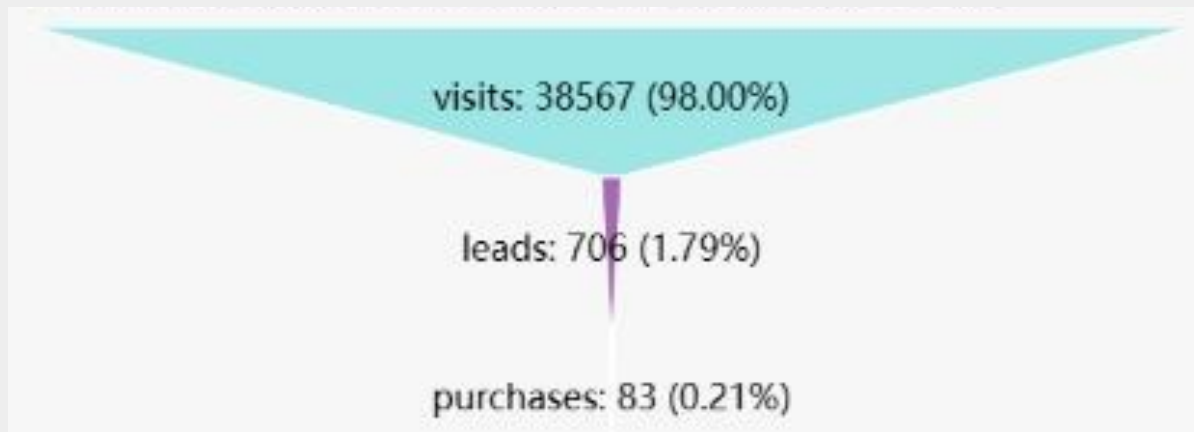 visits: 38567 (98.00%)
leads: 706 (1.79%)
purchases: 83 (0.21%)